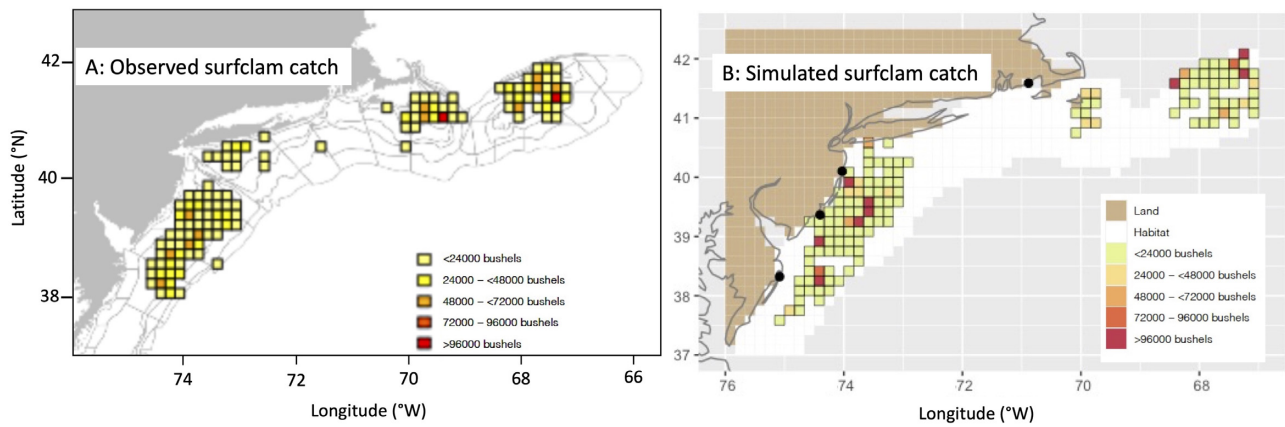 A: Observed surfclam catch
42
40
38
Latitude (°N)
74
72
70
68
66
Longitude (°W)
<24000 bushels
24000 – <48000 bushels
48000 – <72000 bushels
72000 – 96000 bushels
>96000 bushels
B: Simulated surfclam catch
42
41
40
39
38
37
76
74
72
70
68
Longitude (°W)
Land
Habitat
<24000 bushels
24000 – <48000 bushels
48000 – <72000 bushels
72000 – 96000 bushels
>96000 bushels